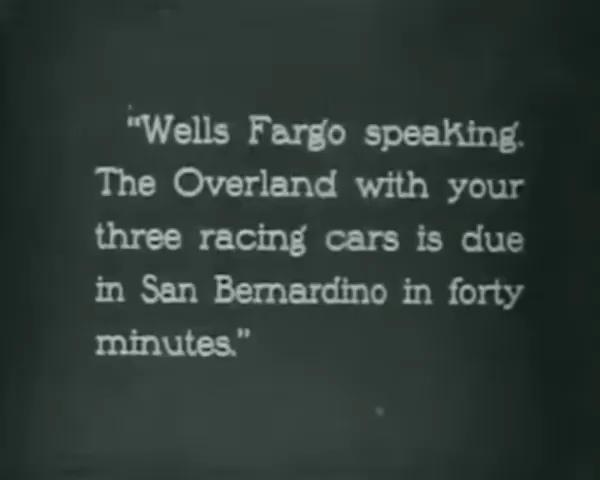 "Wells Fargo speaking.
The Overland with your
three racing cars is due
in San Bernardino in forty
minutes."